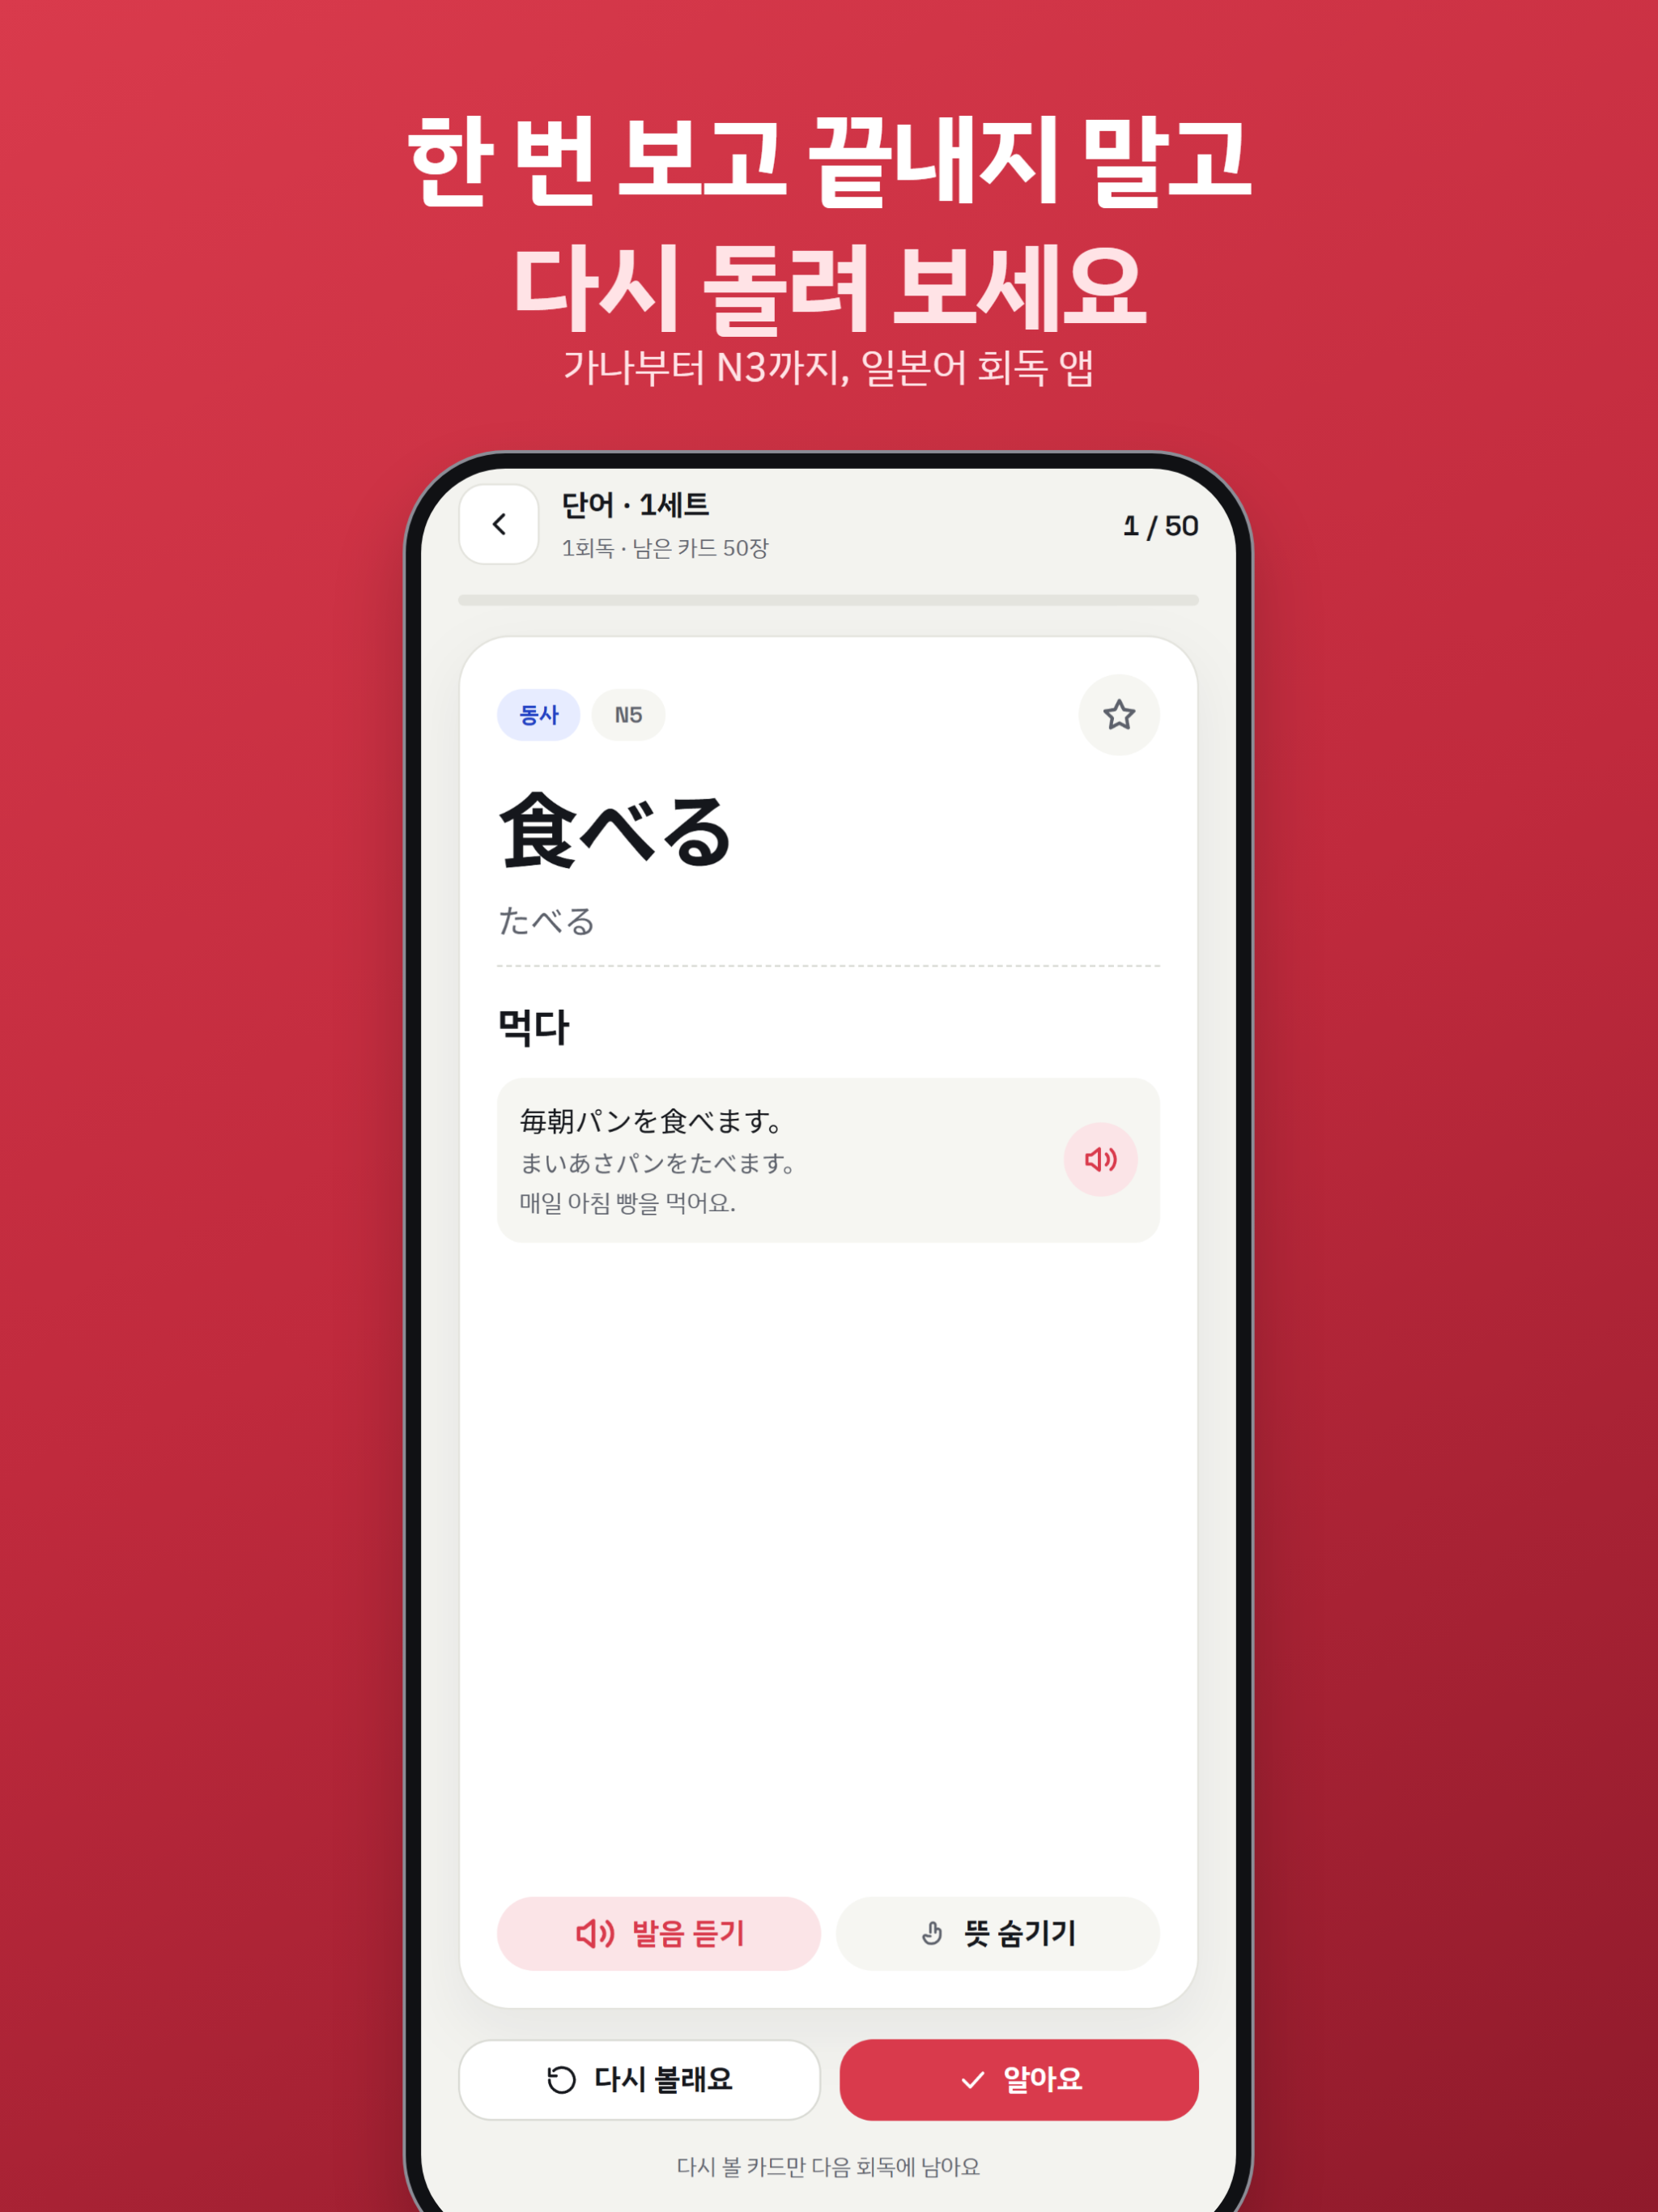 한 번 보고 끝내지 말고
다시 돌려 보세요
가나부터 N3까지, 일본어 회독 앱
단어 · 1세트
1회독 · 남은 카드 50장
1 / 50
동사
N5
食べる
たべる
먹다
毎朝パンを食べます。
まいあさパンをたべます。
매일 아침 빵을 먹어요.
발음 듣기
뜻 숨기기
다시 볼래요
알아요
다시 볼 카드만 다음 회독에 남아요